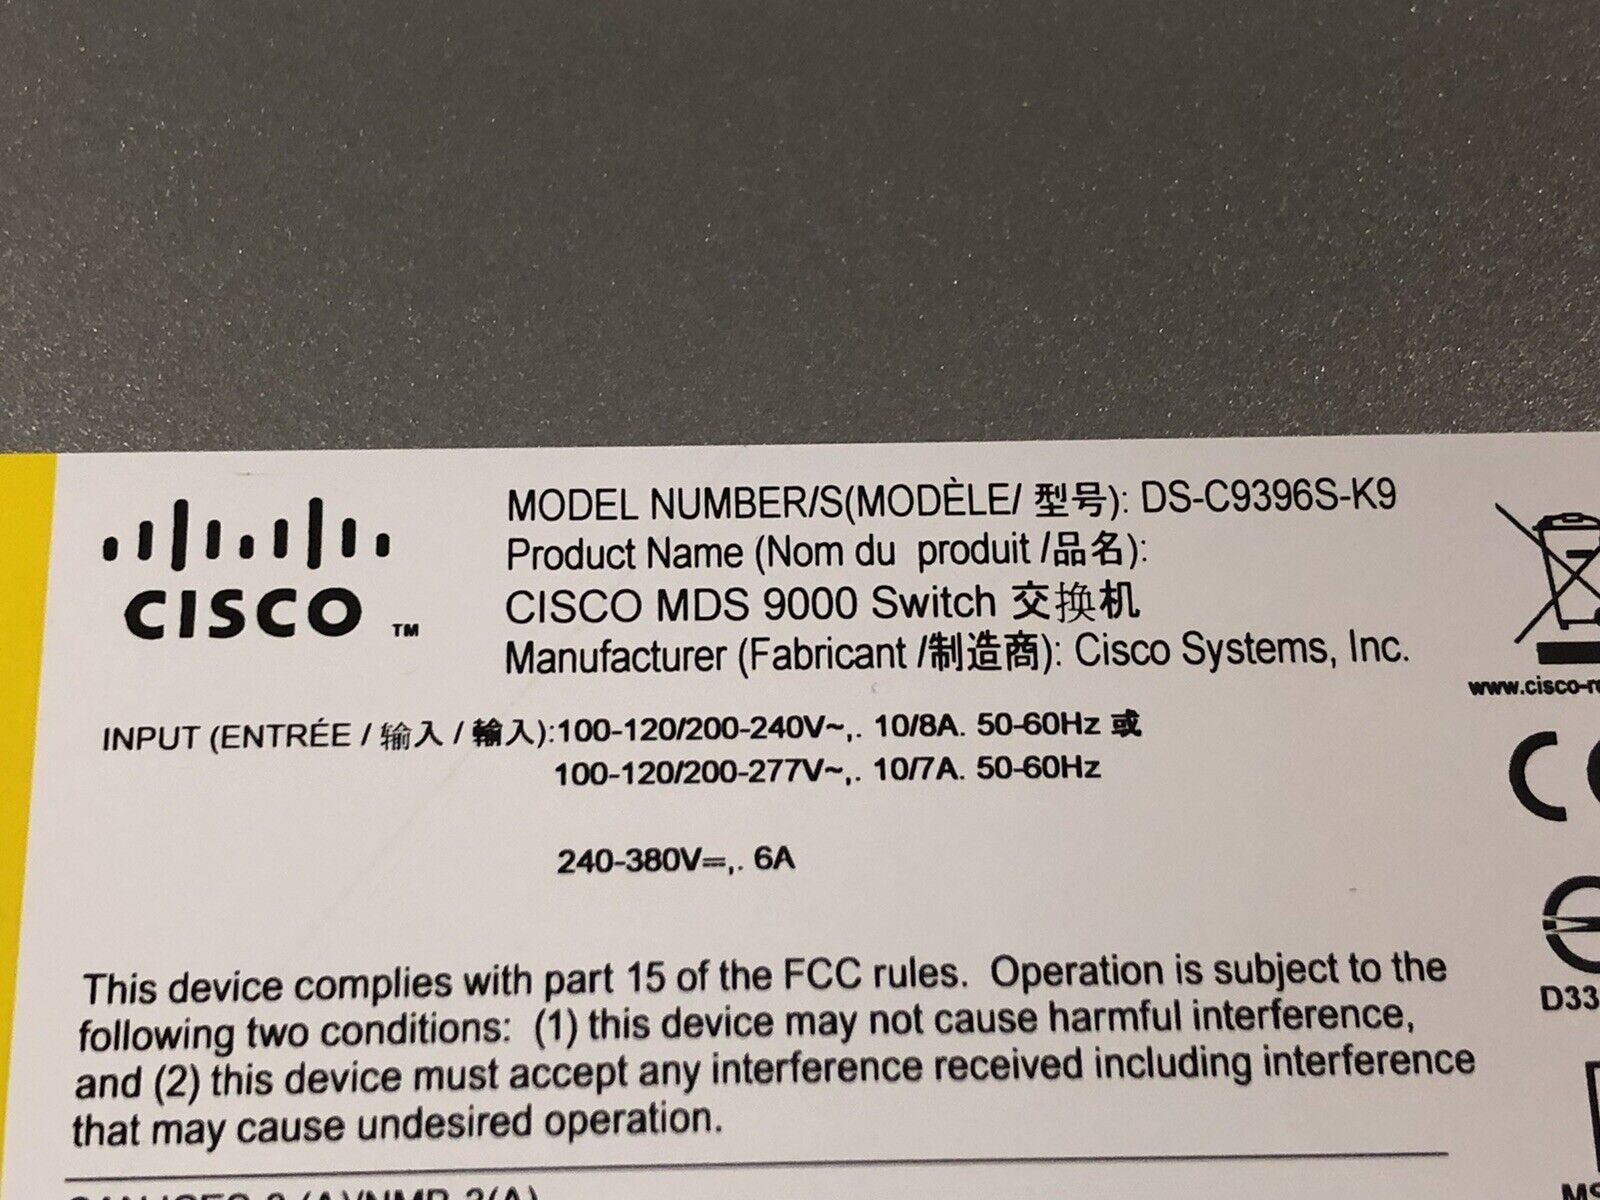 CISCO ™
MODEL NUMBER/S(MODÈLE/ 型号): DS-C9396S-K9
Product Name (Nom du produit /品名):
CISCO MDS 9000 Switch 交换机
Manufacturer (Fabricant /制造商): Cisco Systems, Inc.
www.cisco-r
INPUT (ENTRÉE / 输入 / 輸入):100-120/200-240V~,. 10/8A. 50-60Hz 或
100-120/200-277V~,. 10/7A. 50-60Hz
240-380V⎓,. 6A
This device complies with part 15 of the FCC rules. Operation is subject to the
following two conditions: (1) this device may not cause harmful interference,
and (2) this device must accept any interference received including interference
that may cause undesired operation.
D33
MS